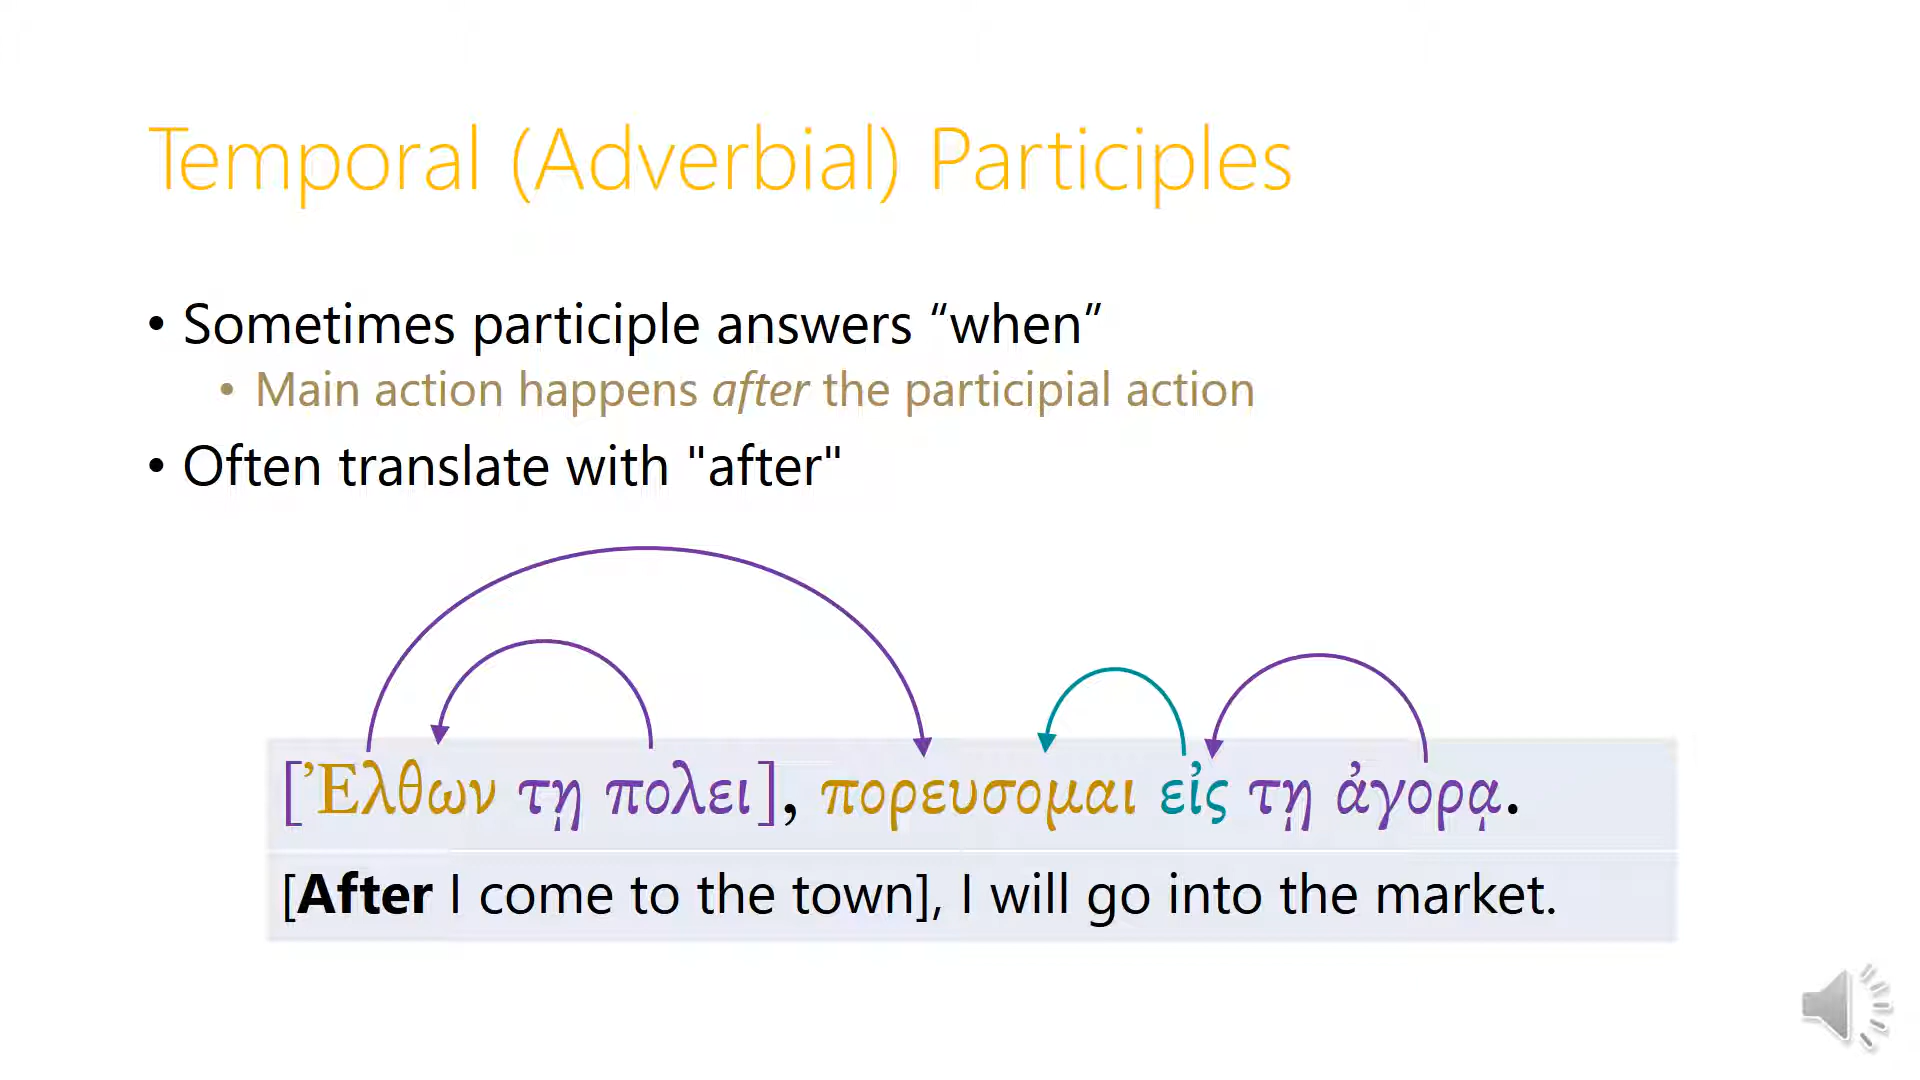 Temporal (Adverbial) Participles
• Sometimes participle answers “when”
• Main action happens after the participial action
• Often translate with "after"
[Ἐλθων τῃ πολει], πορευσομαι εἰς τῃ ἀγορᾳ.
[After I come to the town], I will go into the market.